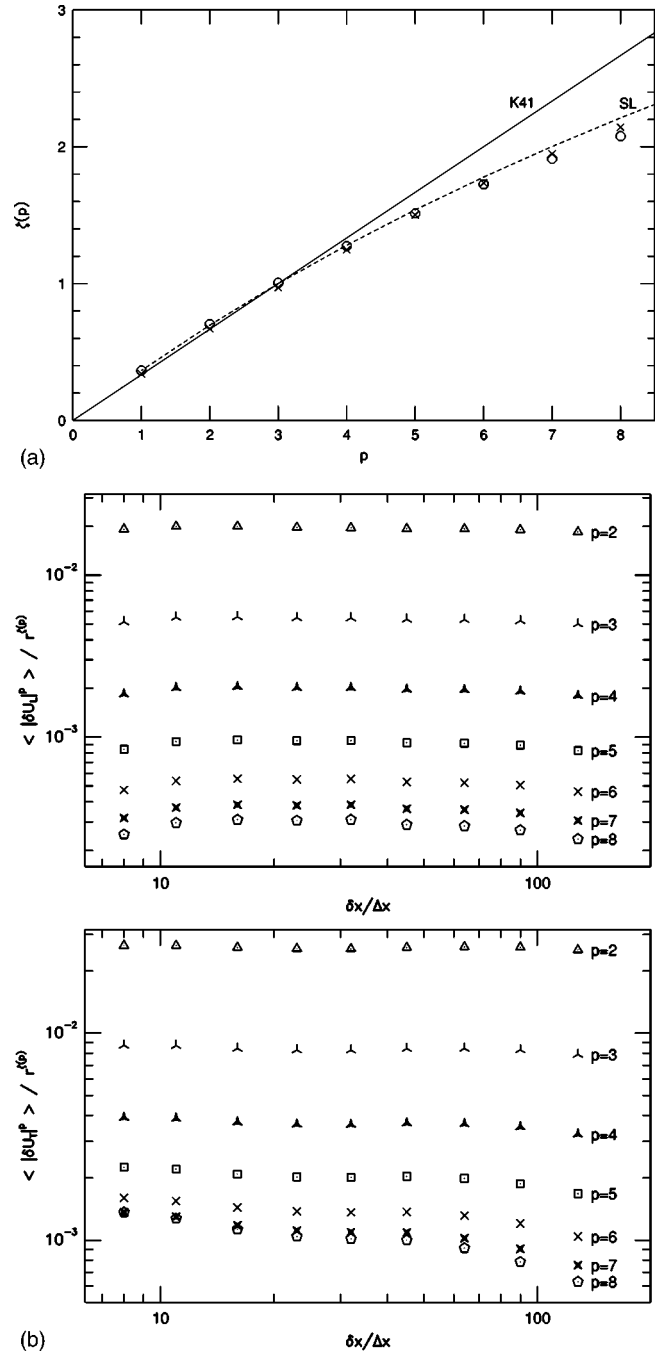 3
2
1
0
ζ(p)
K41
SL
0 1 2 3 4 5 6 7 8
p
(a)
10⁻²
10⁻³
< |δU_L|^p > / r^ζ(p)
p=2
p=3
p=4
p=5
p=6
p=7
p=8
10 100
δx/Δx
10⁻²
10⁻³
< |δU_T|^p > / r^ζ(p)
p=2
p=3
p=4
p=5
p=6
p=7
p=8
10 100
δx/Δx
(b)